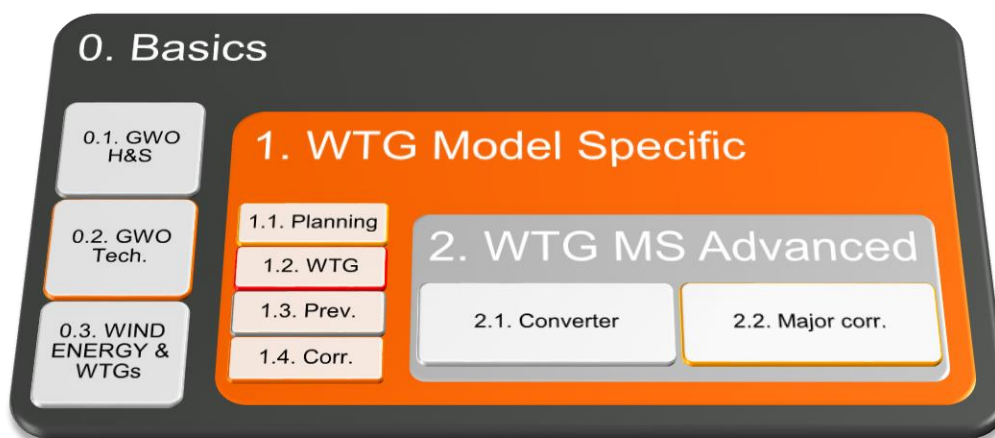 0. Basics
0.1. GWO
H&S
0.2. GWO
Tech.
0.3. WIND
ENERGY &
WTGs
1. WTG Model Specific
1.1. Planning
1.2. WTG
1.3. Prev.
1.4. Corr.
2. WTG MS Advanced
2.1. Converter
2.2. Major corr.